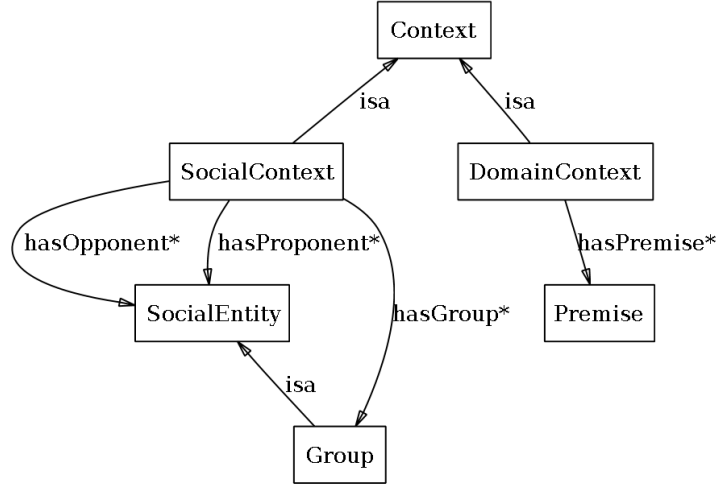 Context
isa
isa
SocialContext
DomainContext
hasOpponent*
hasProponent*
hasPremise*
SocialEntity
hasGroup*
Premise
isa
Group